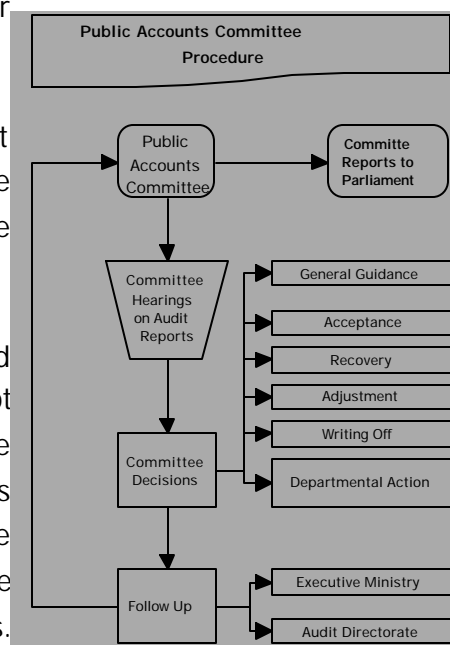 r
Public Accounts Committee
Procedure
t
e
e
Public
Accounts
Committee
Committe
Reports to
Parliament
Committee
Hearings
on Audit
Reports
General Guidance
Acceptance
Recovery
Adjustment
Writing Off
Departmental Action
d
ot
e
s
e
e
s.
Committee
Decisions
Follow Up
Executive Ministry
Audit Directorate